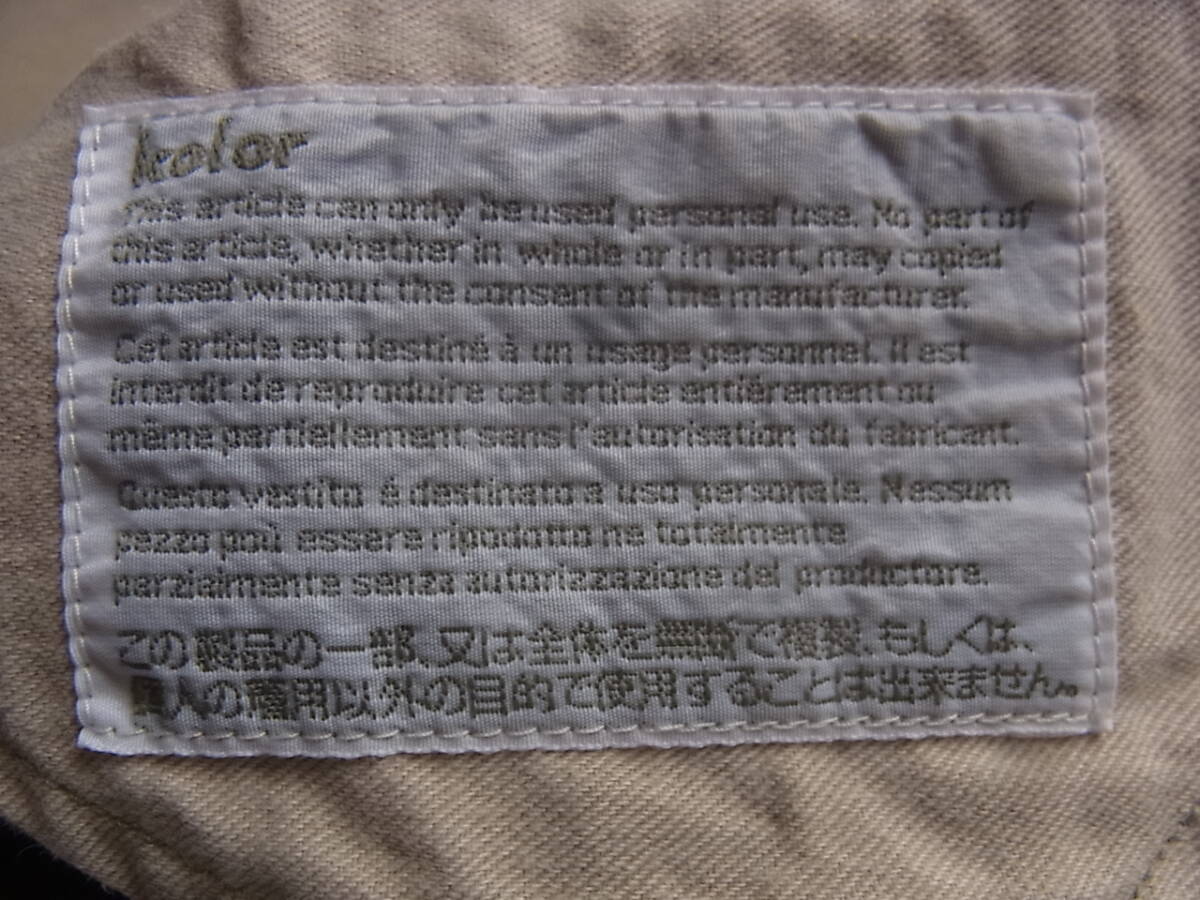 kolor
This article can only be used personal use. No part of
this article, whether in whole or in part, may copied
or used without the consent of the manufacturer.
Cet article est destiné à un usage personnel. Il est
interdit de reproduire cet article entièrement ou
même partiellement sans l'autorisation du fabricant.
Questo vestito é destinato a uso personale. Nessum
pezzo poù essere ripodotto ne totalmente
parzialmente senza autorizzazione del productore.
この製品の一部、又は全体を無断で複製、もしくは、
個人の着用以外の目的で使用することは出来ません。